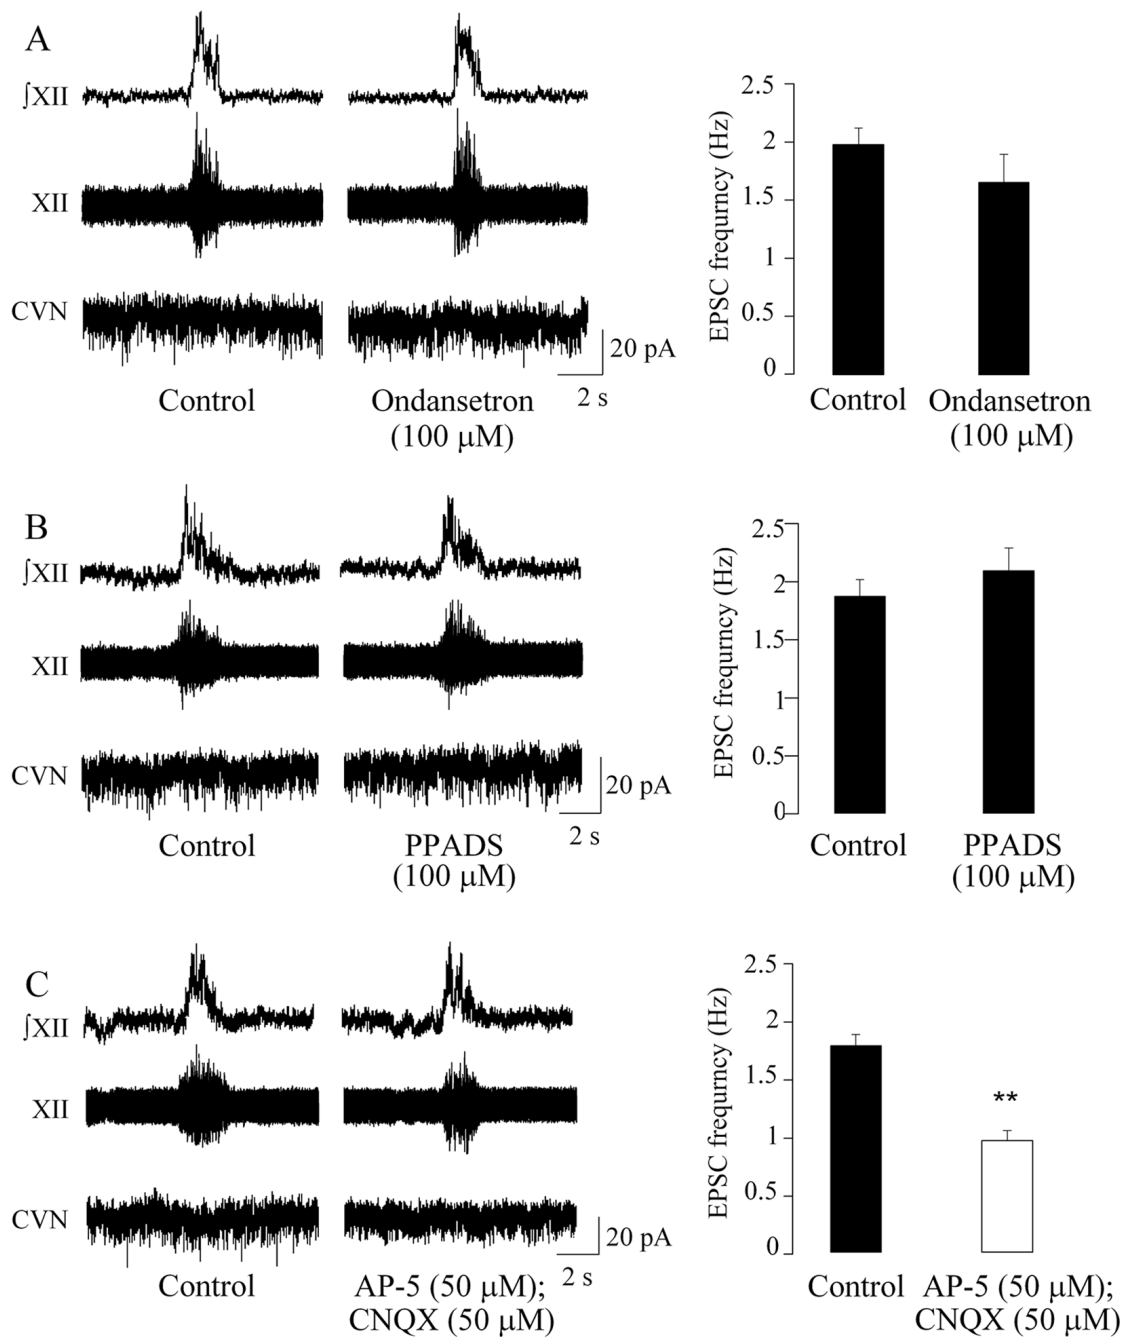 A
∫XII
XII
CVN
20 pA
2 s
Control
Ondansetron
(100 μM)
EPSC frequrncy (Hz)
2.5
2
1.5
1
0.5
0
Control
Ondansetron
(100 μM)
B
∫XII
XII
CVN
20 pA
2 s
Control
PPADS
(100 μM)
EPSC frequrncy (Hz)
2.5
2
1.5
1
0.5
0
Control
PPADS
(100 μM)
C
∫XII
XII
CVN
20 pA
2 s
Control
AP-5 (50 μM);
CNQX (50 μM)
EPSC frequrncy (Hz)
2.5
2
1.5
1
0.5
0
**
Control
AP-5 (50 μM);
CNQX (50 μM)